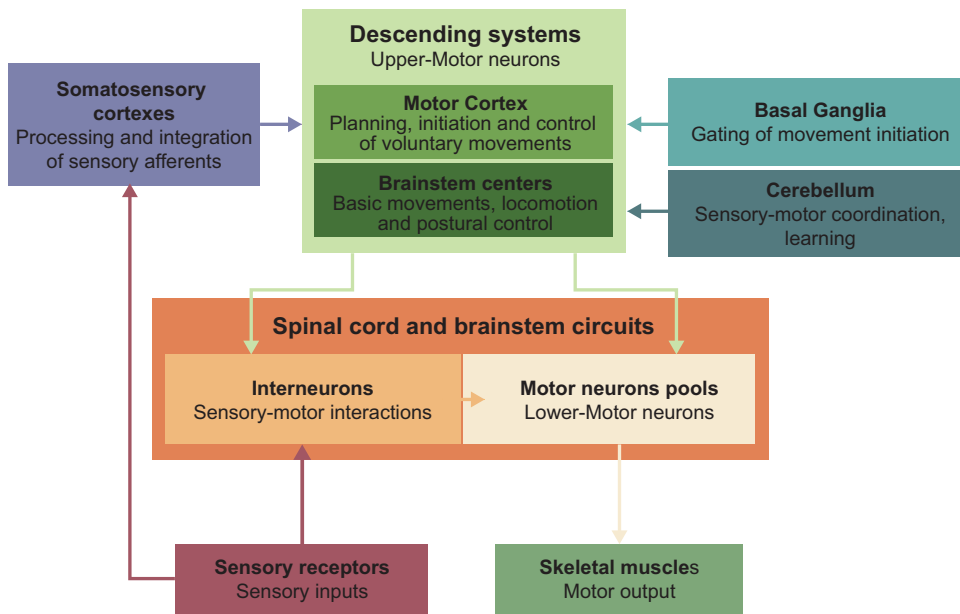 Descending systems
Upper-Motor neurons
Somatosensory
cortexes
Processing and integration
of sensory afferents
Motor Cortex
Planning, initiation and control
of voluntary movements
Brainstem centers
Basic movements, locomotion
and postural control
Basal Ganglia
Gating of movement initiation
Cerebellum
Sensory-motor coordination,
learning
Spinal cord and brainstem circuits
Interneurons
Sensory-motor interactions
Motor neurons pools
Lower-Motor neurons
Sensory receptors
Sensory inputs
Skeletal muscles
Motor output